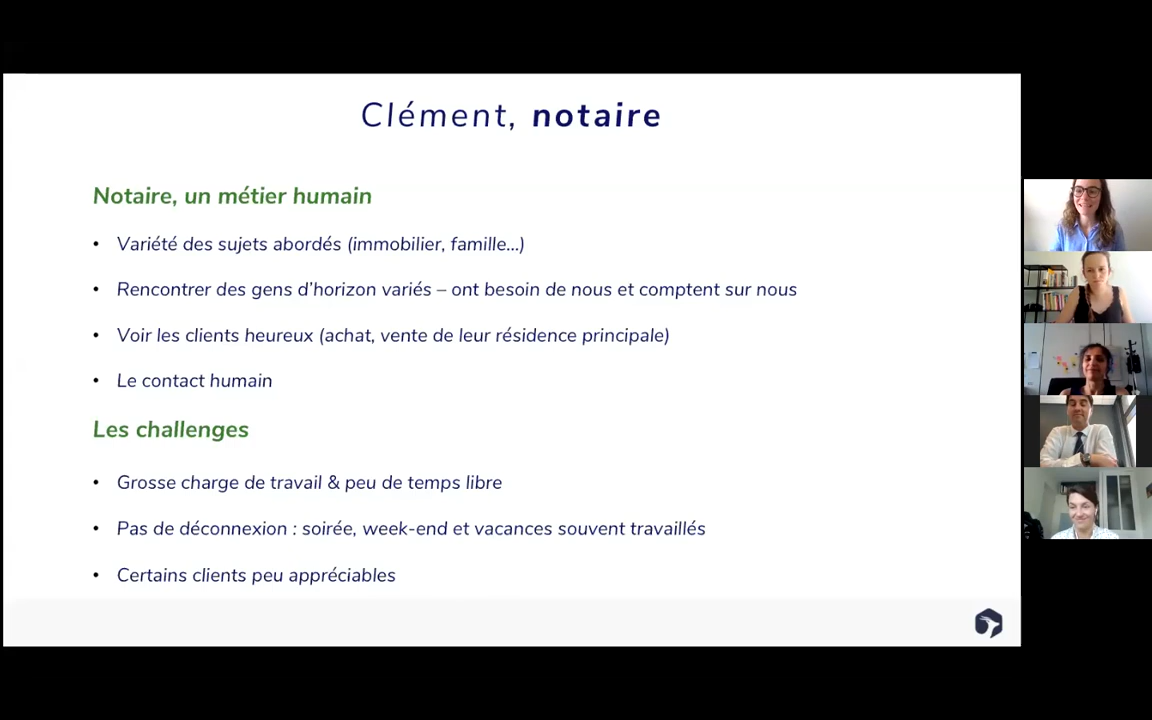 Clément, notaire
Notaire, un métier humain
• Variété des sujets abordés (immobilier, famille...)
• Rencontrer des gens d'horizon variés – ont besoin de nous et comptent sur nous
• Voir les clients heureux (achat, vente de leur résidence principale)
• Le contact humain
Les challenges
• Grosse charge de travail & peu de temps libre
• Pas de déconnexion : soirée, week-end et vacances souvent travaillés
• Certains clients peu appréciables